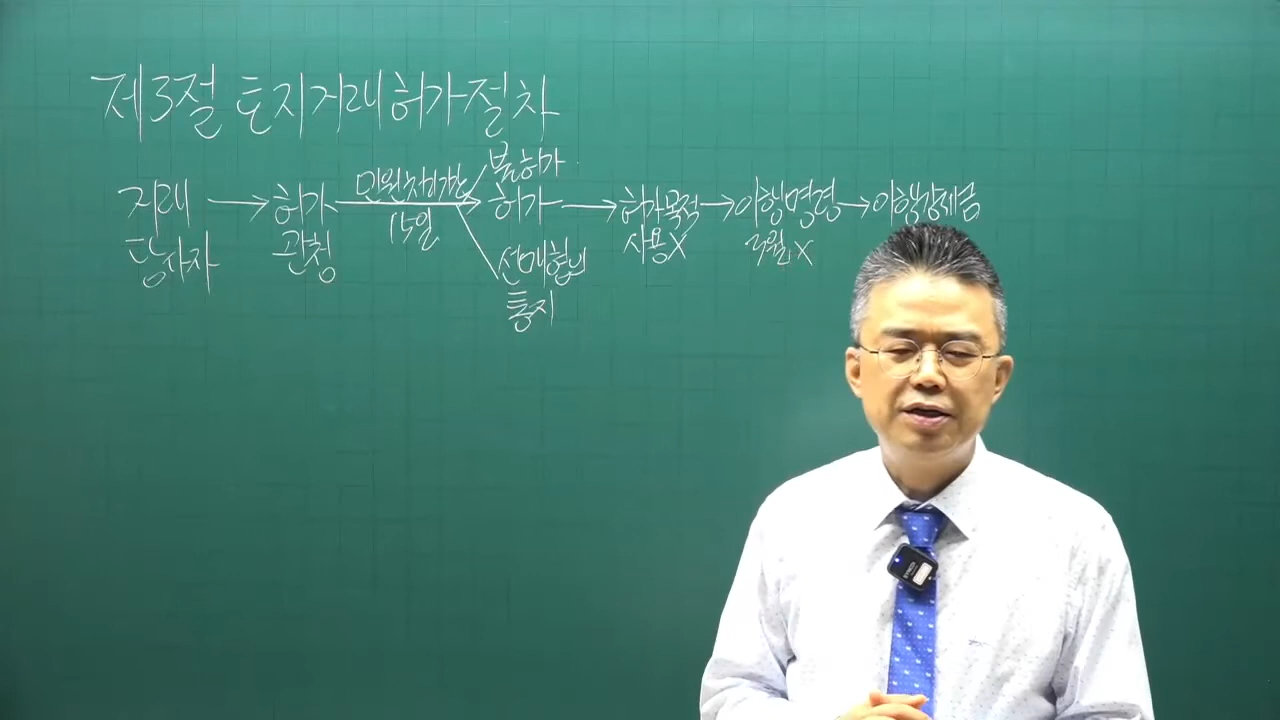 제3절 토지거래허가절차
불허가
거래 → 허가 민원처리기간 → 허가 → 허가목적 → 이행명령 → 이행강제금
당사자 관청 15일 사용X 3월X
선매협의
통지